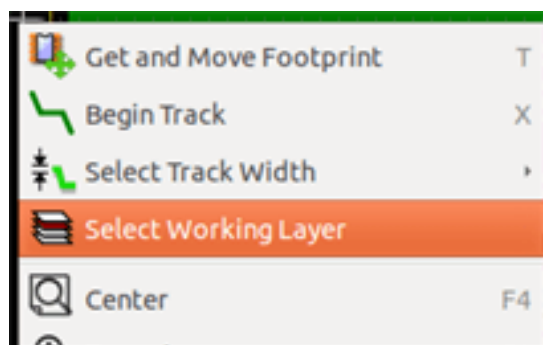 Get and Move Footprint T
Begin Track X
Select Track Width
Select Working Layer
Center F4